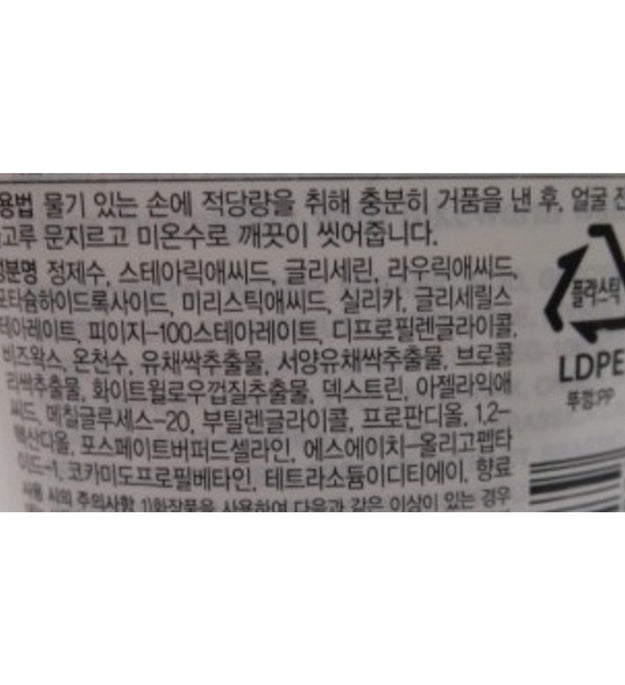 용법 물기 있는 손에 적당량을 취해 충분히 거품을 낸 후, 얼굴 전
고루 문지르고 미온수로 깨끗이 씻어줍니다.
성분명 정제수, 스테아릭애씨드, 글리세린, 라우릭애씨드,
포타슘하이드록사이드, 미리스틱애씨드, 실리카, 글리세릴스
테아레이트, 피이지-100스테아레이트, 디프로필렌글라이콜,
비즈왁스, 온천수, 유채싹추출물, 서양유채싹추출물, 브로콜
리싹추출물, 화이트윌로우껍질추출물, 덱스트린, 아젤라익애
씨드, 메칠글루세스-20, 부틸렌글라이콜, 프로판디올, 1,2-
헥산다올, 포스페이트버퍼드셀라인, 에스에이치-올리고펩타
이드-1, 코카미도프로필베타인, 테트라소듐이디티에이, 향료
사용 시의 주의사항 1)화장품을 사용하여 다음과 같은 이상이 있는 경우
플라스틱
LDPE
뚜껑:PP